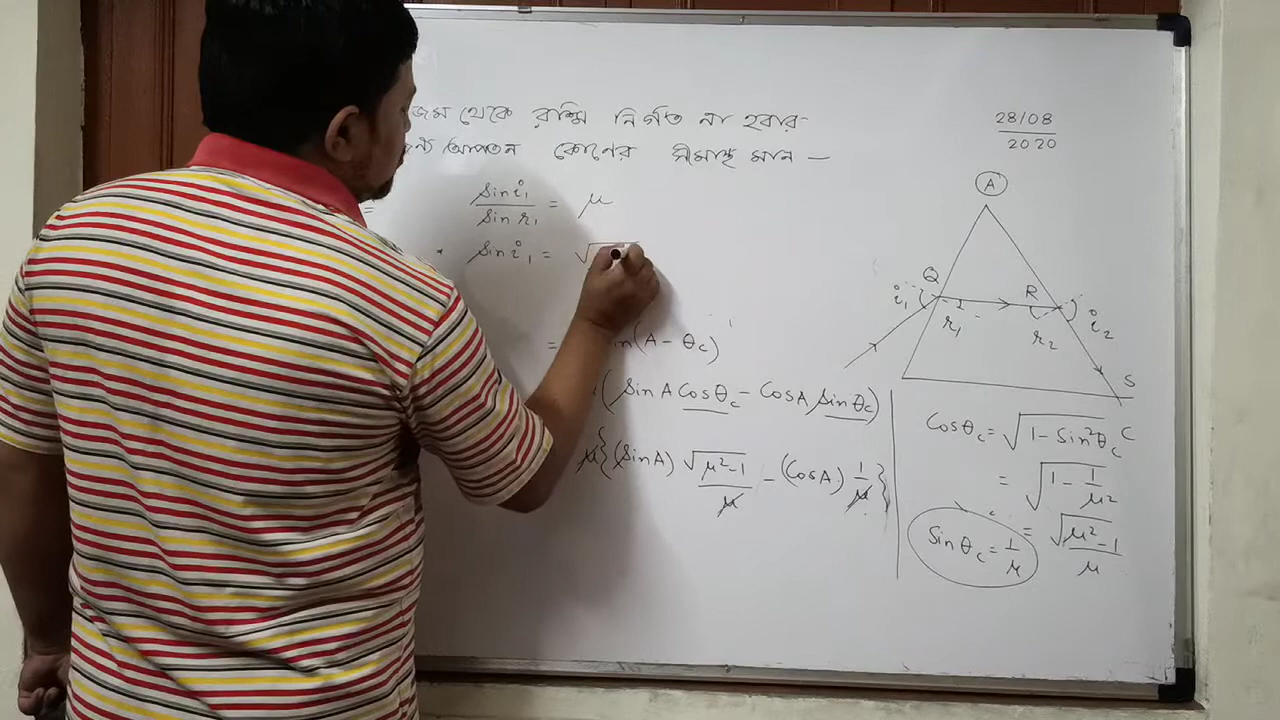 থেকে রশ্মি নির্গত না হবার
আপতন কোণের সীমাস্থ মান —
28/08
2020
sin i₁ / sin r₁ = μ
sin i₁ = √
= (A - θc)
(sin A cosθc - cosA sinθc)
μ{(sinA) √μ²-1 / μ - (cosA) 1/μ}
A
Q
R
i₁
r₁
r₂
i₂
S
C
cosθc = √1 - sin²θc
= √1 - 1/μ²
= √μ²-1 / μ
sinθc = 1/μ